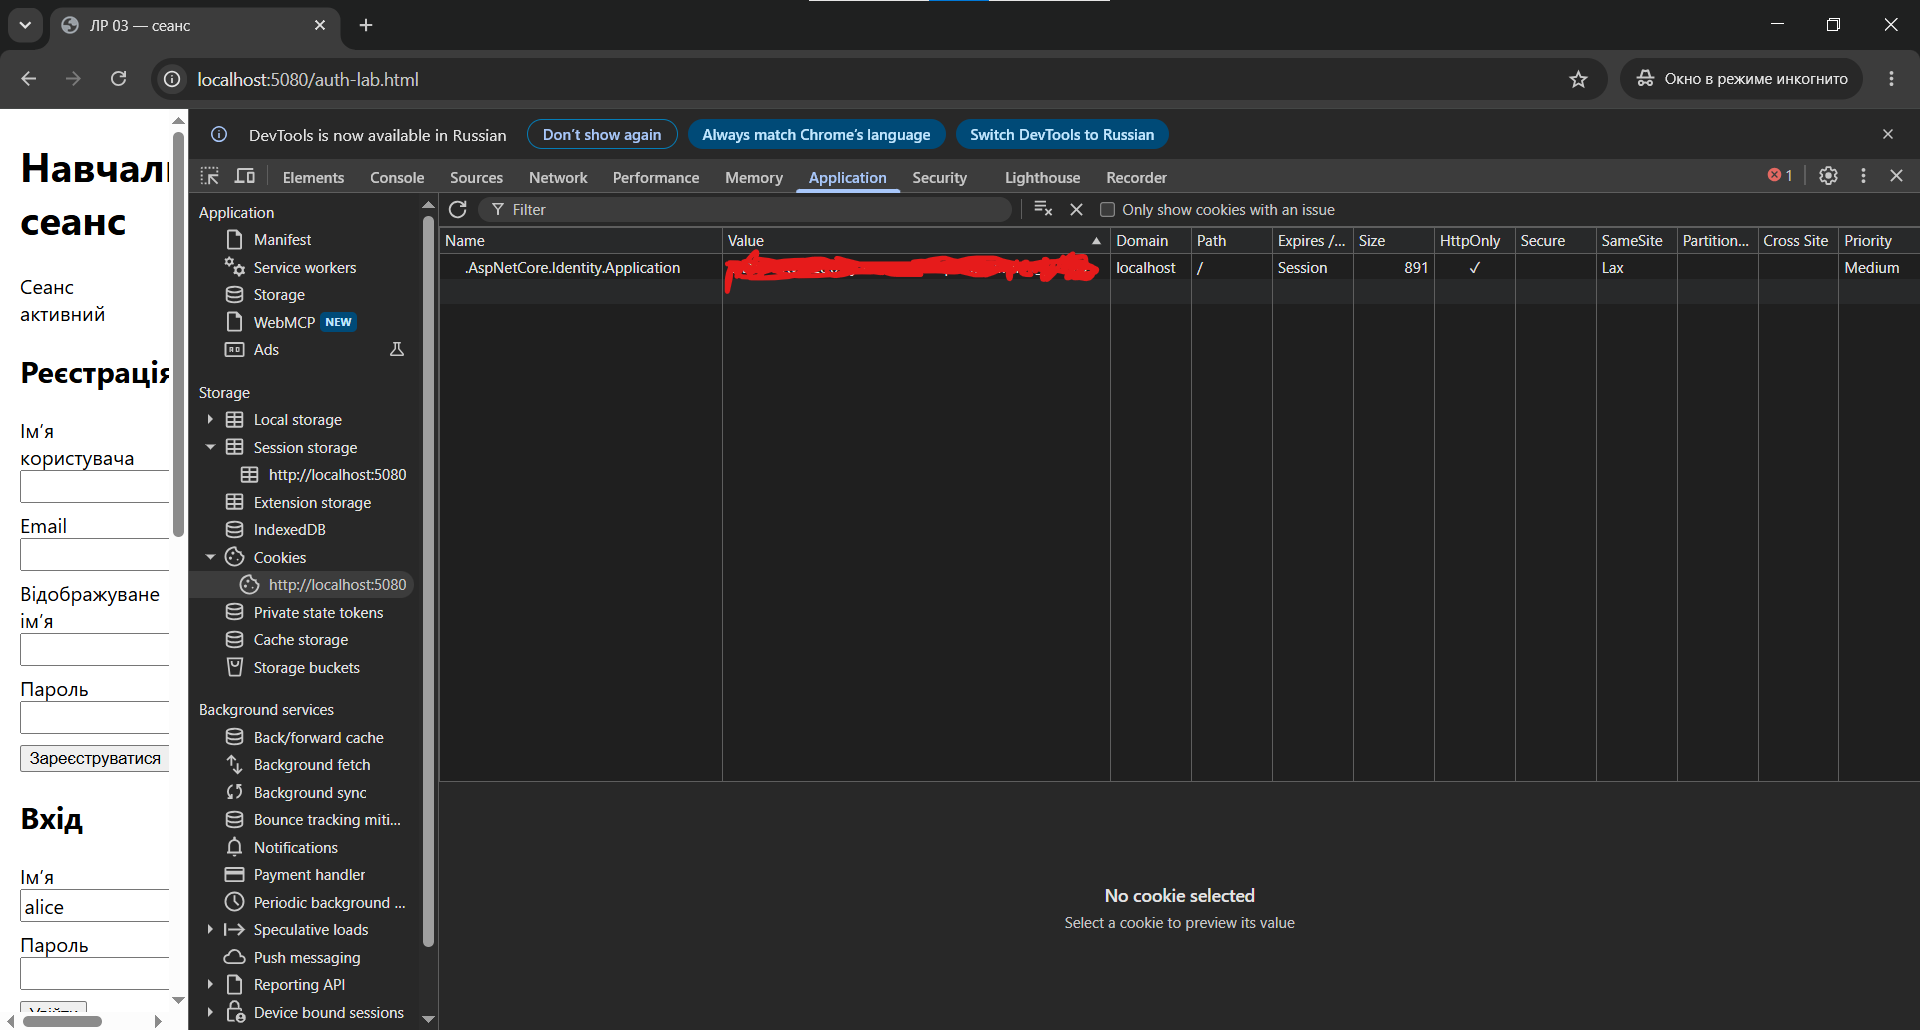 ЛР 03 — сеанс
localhost:5080/auth-lab.html
Окно в режиме инкогнито
DevTools is now available in Russian
Don't show again
Always match Chrome's language
Switch DevTools to Russian
Elements Console Sources Network Performance Memory Application Security Lighthouse Recorder
1
Навчаль
сеанс
Сеанс
активний
Реєстрація
Ім'я
користувача
Email
Відображуване
ім'я
Пароль
Зареєструватися
Вхід
Ім'я
alice
Пароль
Увійти
Application
Manifest
Service workers
Storage
WebMCP NEW
Ads
Storage
Local storage
Session storage
http://localhost:5080
Extension storage
IndexedDB
Cookies
http://localhost:5080
Private state tokens
Cache storage
Storage buckets
Background services
Back/forward cache
Background fetch
Background sync
Bounce tracking miti...
Notifications
Payment handler
Periodic background ...
Speculative loads
Push messaging
Reporting API
Device bound sessions
Filter
Only show cookies with an issue
Name Value Domain Path Expires /... Size HttpOnly Secure SameSite Partition... Cross Site Priority
.AspNetCore.Identity.Application localhost / Session 891 ✓ Lax Medium
No cookie selected
Select a cookie to preview its value